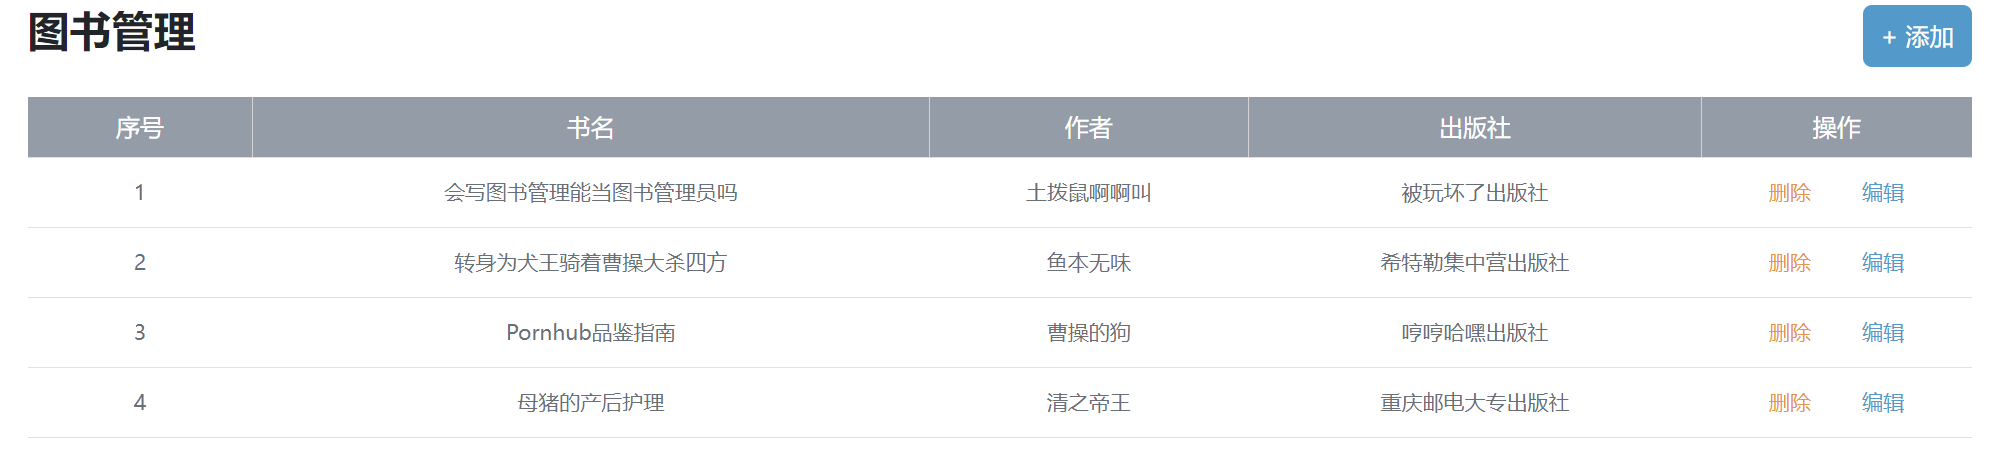 图书管理
+ 添加
序号 书名 作者 出版社 操作
1 会写图书管理能当图书管理员吗 土拨鼠啊啊叫 被玩坏了出版社 删除 编辑
2 转身为犬王骑着曹操大杀四方 鱼本无味 希特勒集中营出版社 删除 编辑
3 Pornhub品鉴指南 曹操的狗 哼哼哈嘿出版社 删除 编辑
4 母猪的产后护理 清之帝王 重庆邮电大专出版社 删除 编辑